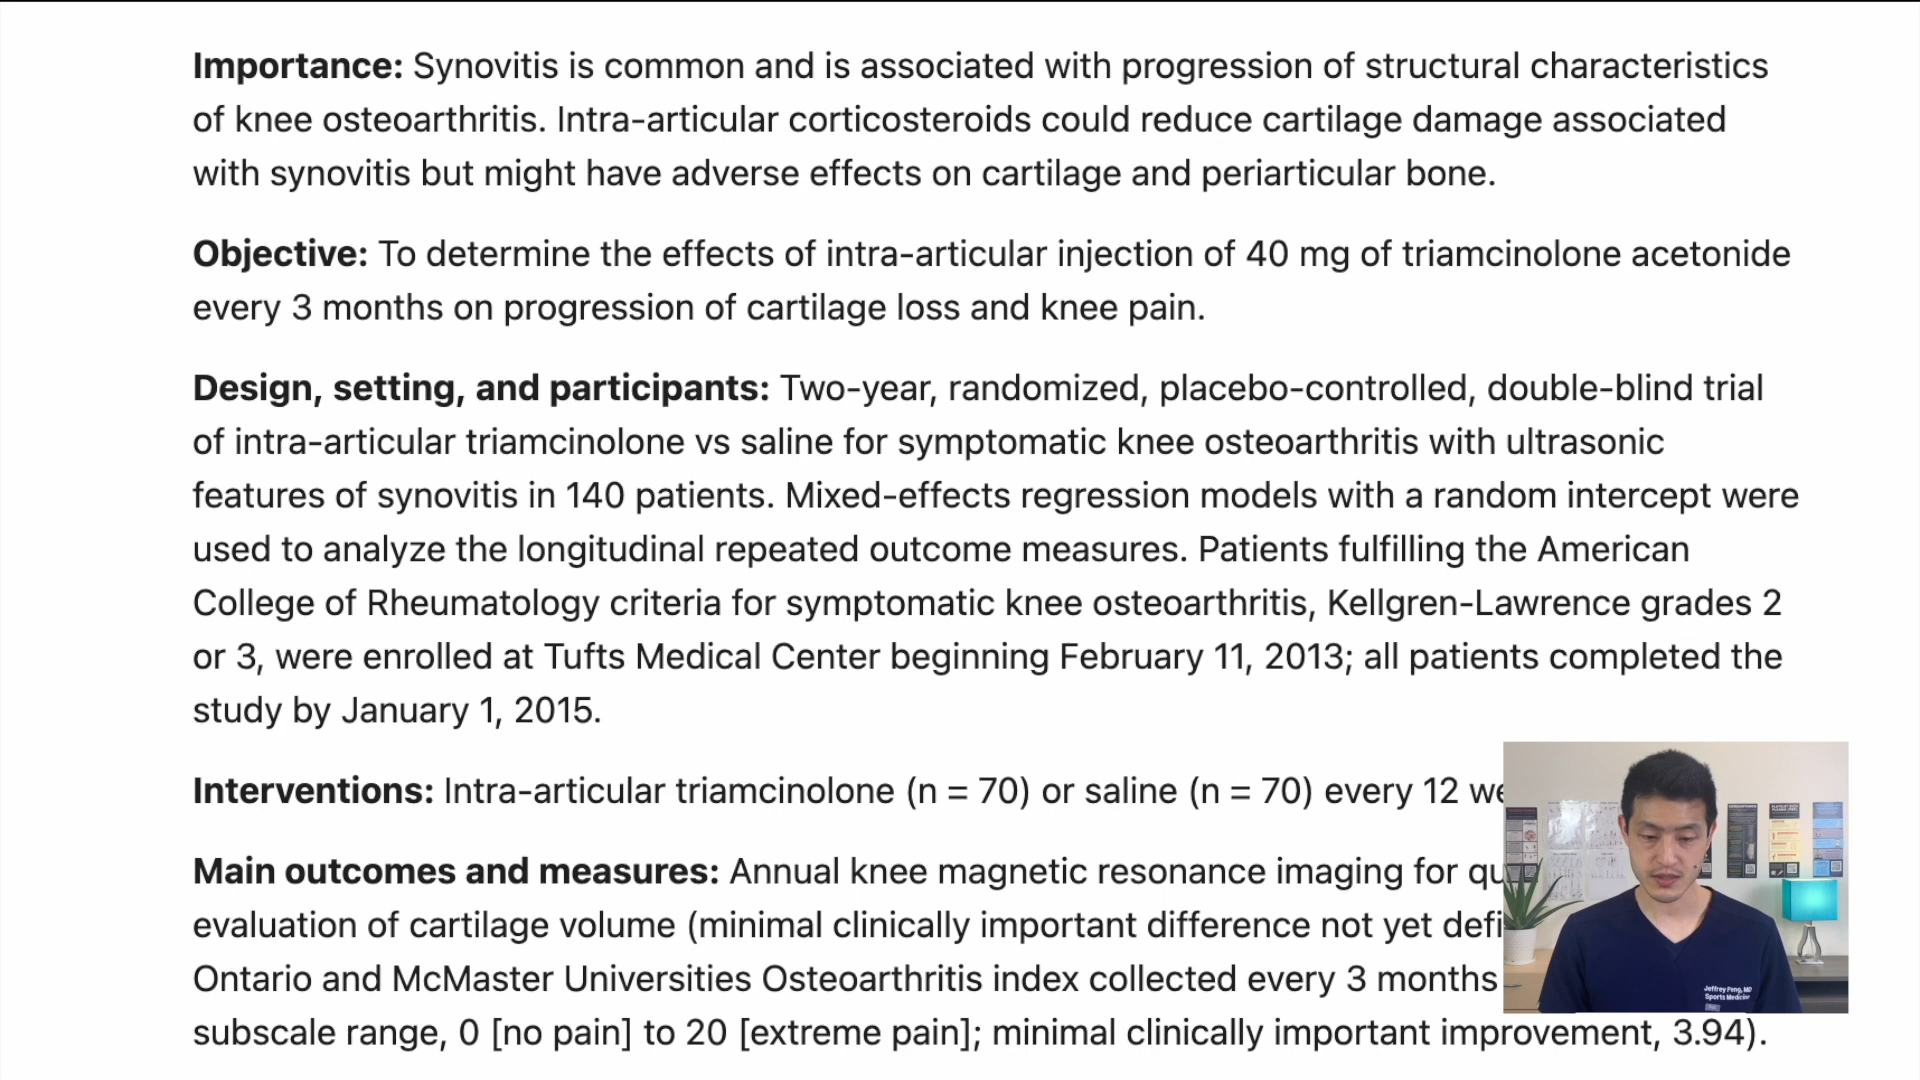 Importance: Synovitis is common and is associated with progression of structural characteristics
of knee osteoarthritis. Intra-articular corticosteroids could reduce cartilage damage associated
with synovitis but might have adverse effects on cartilage and periarticular bone.
Objective: To determine the effects of intra-articular injection of 40 mg of triamcinolone acetonide
every 3 months on progression of cartilage loss and knee pain.
Design, setting, and participants: Two-year, randomized, placebo-controlled, double-blind trial
of intra-articular triamcinolone vs saline for symptomatic knee osteoarthritis with ultrasonic
features of synovitis in 140 patients. Mixed-effects regression models with a random intercept were
used to analyze the longitudinal repeated outcome measures. Patients fulfilling the American
College of Rheumatology criteria for symptomatic knee osteoarthritis, Kellgren-Lawrence grades 2
or 3, were enrolled at Tufts Medical Center beginning February 11, 2013; all patients completed the
study by January 1, 2015.
Interventions: Intra-articular triamcinolone (n = 70) or saline (n = 70) every 12
Main outcomes and measures: Annual knee magnetic resonance imaging for
evaluation of cartilage volume (minimal clinically important difference not yet
Ontario and McMaster Universities Osteoarthritis index collected every 3 months
subscale range, 0 [no pain] to 20 [extreme pain]; minimal clinically important improvement, 3.94).
Jeffrey Peng, MD
Sports Medicine